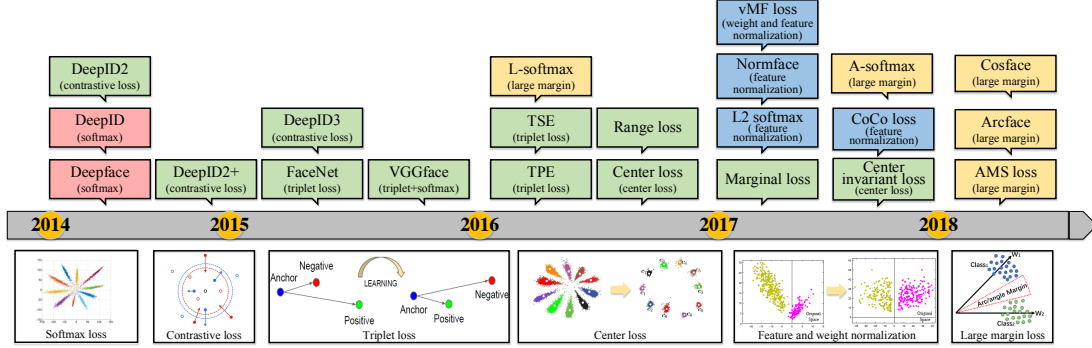 vMF loss
(weight and feature
normalization)
DeepID2
(contrastive loss)
L-softmax
(large margin)
Normface
(feature
normalization)
A-softmax
(large margin)
Cosface
(large margin)
DeepID
(softmax)
DeepID3
(contrastive loss)
TSE
(triplet loss)
Range loss
L2 softmax
(feature
normalization)
CoCo loss
(feature
normalization)
Arcface
(large margin)
Deepface
(softmax)
DeepID2+
(contrastive loss)
FaceNet
(triplet loss)
VGGface
(triplet+softmax)
TPE
(triplet loss)
Center loss
(center loss)
Marginal loss
Center
invariant loss
(center loss)
AMS loss
(large margin)
2014
2015
2016
2017
2018
Softmax loss
Contrastive loss
Anchor
Negative
Positive
LEARNING
Anchor
Negative
Positive
Triplet loss
Center loss
Original
Space
Original
Space
Feature and weight normalization
Class1
W1
Arc/angle Margin
W2
Class2
Large margin loss